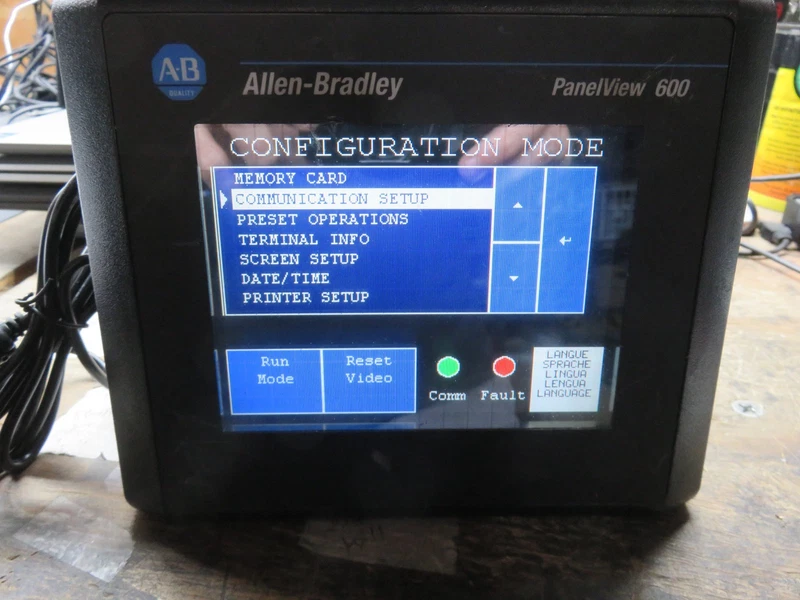 A·B
QUALITY
Allen-Bradley
PanelView 600
CONFIGURATION MODE
MEMORY CARD
COMMUNICATION SETUP
PRESET OPERATIONS
TERMINAL INFO
SCREEN SETUP
DATE/TIME
PRINTER SETUP
Run
Mode
Reset
Video
Comm
Fault
LANGUE
SPRACHE
LINGUA
LENGUA
LANGUAGE